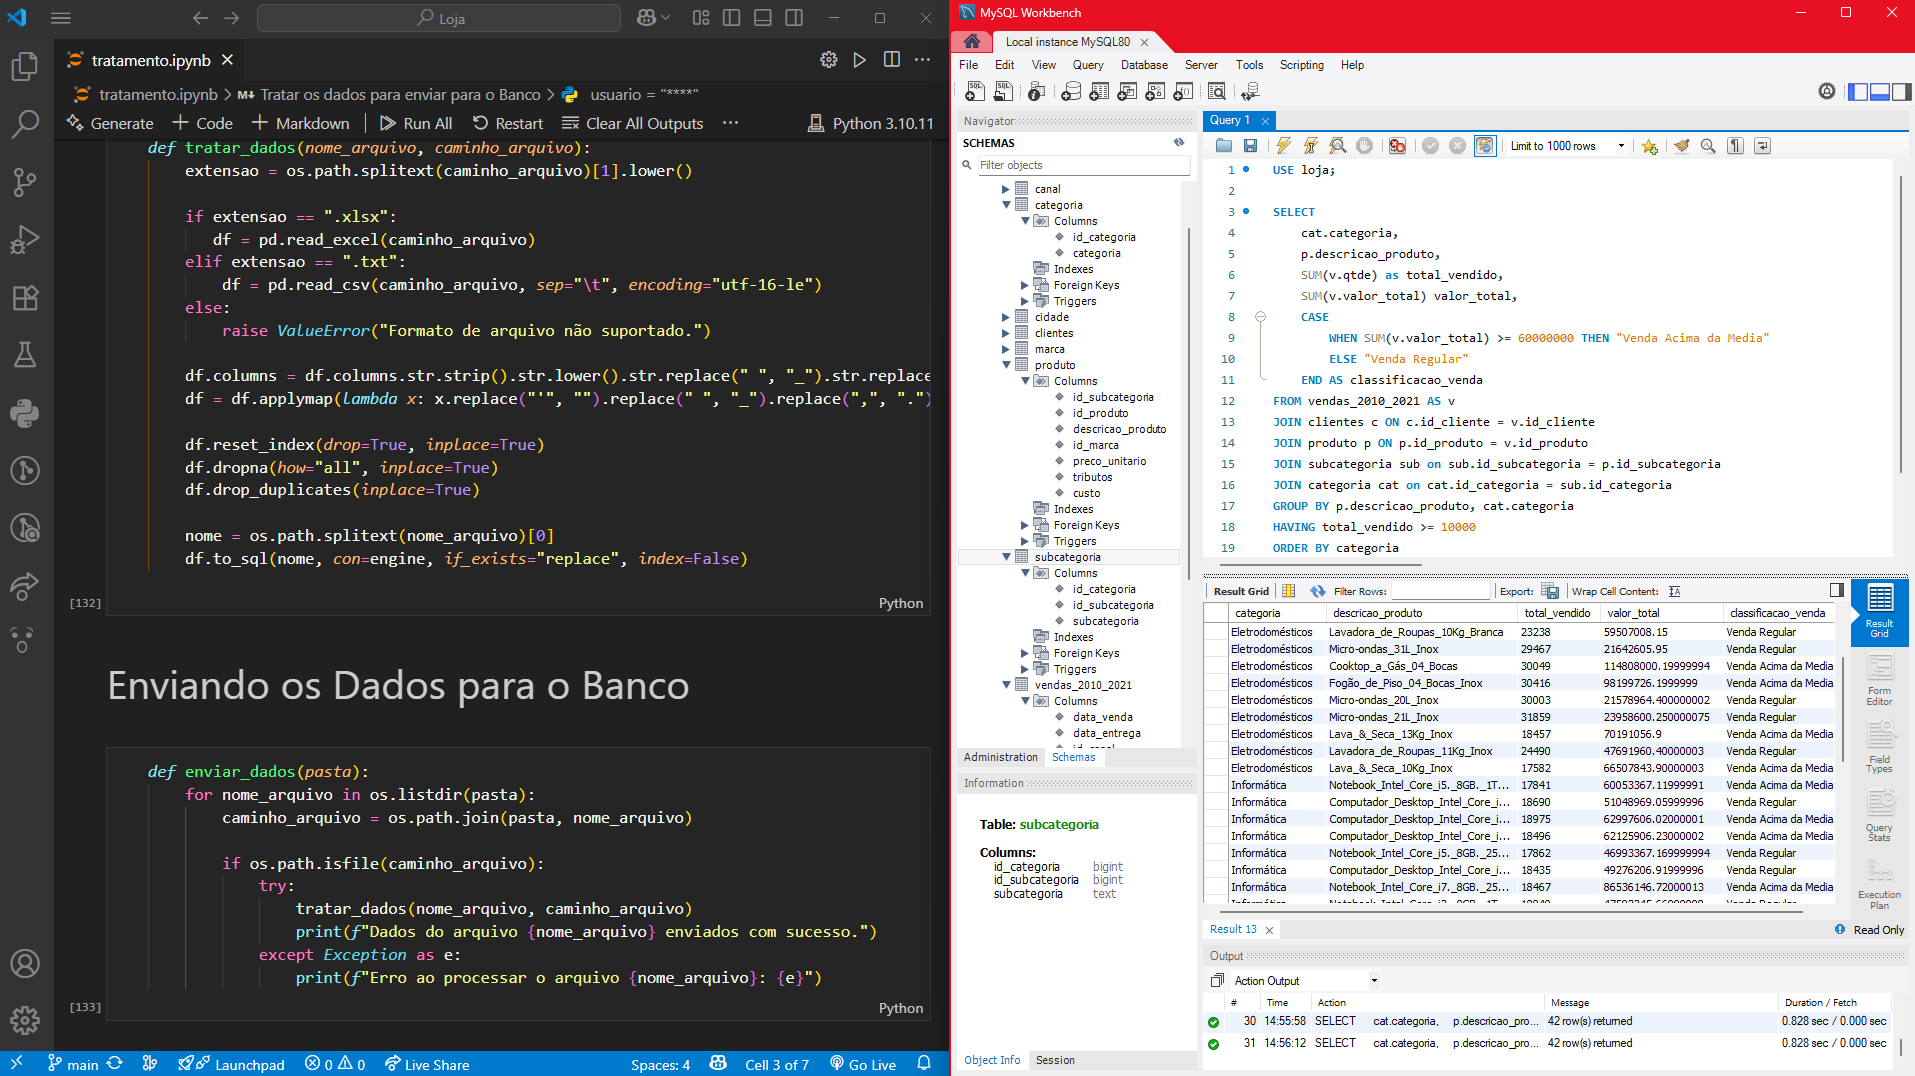 Loja
tratamento.ipynb
tratamento.ipynb > M↓ Tratar os dados para enviar para o Banco > usuario = "****"
Generate + Code + Markdown Run All Restart Clear All Outputs ··· Python 3.10.11
def tratar_dados(nome_arquivo, caminho_arquivo):
extensao = os.path.splitext(caminho_arquivo)[1].lower()
if extensao == ".xlsx":
df = pd.read_excel(caminho_arquivo)
elif extensao == ".txt":
df = pd.read_csv(caminho_arquivo, sep="\t", encoding="utf-16-le")
else:
raise ValueError("Formato de arquivo não suportado.")
df.columns = df.columns.str.strip().str.lower().str.replace(" ", "_").str.replace
df = df.applymap(lambda x: x.replace("'", "").replace(" ", "_").replace(",", ".")
df.reset_index(drop=True, inplace=True)
df.dropna(how="all", inplace=True)
df.drop_duplicates(inplace=True)
nome = os.path.splitext(nome_arquivo)[0]
df.to_sql(nome, con=engine, if_exists="replace", index=False)
[132] Python
Enviando os Dados para o Banco
def enviar_dados(pasta):
for nome_arquivo in os.listdir(pasta):
caminho_arquivo = os.path.join(pasta, nome_arquivo)
if os.path.isfile(caminho_arquivo):
try:
tratar_dados(nome_arquivo, caminho_arquivo)
print(f"Dados do arquivo {nome_arquivo} enviados com sucesso.")
except Exception as e:
print(f"Erro ao processar o arquivo {nome_arquivo}: {e}")
[133] Python
main Launchpad 0 0 Live Share Spaces: 4 Cell 3 of 7 Go Live
MySQL Workbench
Local instance MySQL80
File Edit View Query Database Server Tools Scripting Help
Navigator
SCHEMAS
Filter objects
canal
categoria
Columns
id_categoria
categoria
Indexes
Foreign Keys
Triggers
cidade
clientes
marca
produto
Columns
id_subcategoria
id_produto
descricao_produto
id_marca
preco_unitario
tributos
custo
Indexes
Foreign Keys
Triggers
subcategoria
Columns
id_categoria
id_subcategoria
subcategoria
Indexes
Foreign Keys
Triggers
vendas_2010_2021
Columns
data_venda
data_entrega
Administration Schemas
Information
Table: subcategoria
Columns:
id_categoria bigint
id_subcategoria bigint
subcategoria text
Object Info Session
Query 1
Limit to 1000 rows
1 USE loja;
2
3 SELECT
4 cat.categoria,
5 p.descricao_produto,
6 SUM(v.qtde) as total_vendido,
7 SUM(v.valor_total) valor_total,
8 CASE
9 WHEN SUM(v.valor_total) >= 60000000 THEN "Venda Acima da Media"
10 ELSE "Venda Regular"
11 END AS classificacao_venda
12 FROM vendas_2010_2021 AS v
13 JOIN clientes c ON c.id_cliente = v.id_cliente
14 JOIN produto p ON p.id_produto = v.id_produto
15 JOIN subcategoria sub on sub.id_subcategoria = p.id_subcategoria
16 JOIN categoria cat on cat.id_categoria = sub.id_categoria
17 GROUP BY p.descricao_produto, cat.categoria
18 HAVING total_vendido >= 10000
19 ORDER BY categoria
Result Grid Filter Rows: Export: Wrap Cell Content:
categoria descricao_produto total_vendido valor_total classificacao_venda
Eletrodomésticos Lavadora_de_Roupas_10Kg_Branca 23238 59507008.15 Venda Regular
Eletrodomésticos Micro-ondas_31L_Inox 29467 21642605.95 Venda Regular
Eletrodomésticos Cooktop_a_Gás_04_Bocas 30049 114808000.19999994 Venda Acima da Media
Eletrodomésticos Fogão_de_Piso_04_Bocas_Inox 30416 98199726.1999999 Venda Acima da Media
Eletrodomésticos Micro-ondas_20L_Inox 30003 21578964.400000002 Venda Regular
Eletrodomésticos Micro-ondas_21L_Inox 31859 23958600.250000075 Venda Regular
Eletrodomésticos Lava_&_Seca_13Kg_Inox 18457 70191056.9 Venda Acima da Media
Eletrodomésticos Lavadora_de_Roupas_11Kg_Inox 24490 47691960.40000003 Venda Regular
Eletrodomésticos Lava_&_Seca_10Kg_Inox 17582 66507843.90000003 Venda Acima da Media
Informática Notebook_Intel_Core_i5._8GB._1T... 17841 60053367.11999991 Venda Acima da Media
Informática Computador_Desktop_Intel_Core_i... 18690 51048969.05999996 Venda Regular
Informática Computador_Desktop_Intel_Core_i... 18975 62997606.02000001 Venda Acima da Media
Informática Computador_Desktop_Intel_Core_i... 18496 62125906.23000002 Venda Acima da Media
Informática Notebook_Intel_Core_i5._8GB._25... 17862 46993367.169999994 Venda Regular
Informática Computador_Desktop_Intel_Core_i... 18435 49276206.91999996 Venda Regular
Informática Notebook_Intel_Core_i7._8GB._25... 18467 86536146.72000013 Venda Acima da Media
Result Grid
Form Editor
Field Types
Query Stats
Execution Plan
Result 13 Read Only
Output
Action Output
# Time Action Message Duration / Fetch
30 14:55:58 SELECT cat.categoria, p.descricao_pro... 42 row(s) returned 0.828 sec / 0.000 sec
31 14:56:12 SELECT cat.categoria, p.descricao_pro... 42 row(s) returned 0.828 sec / 0.000 sec